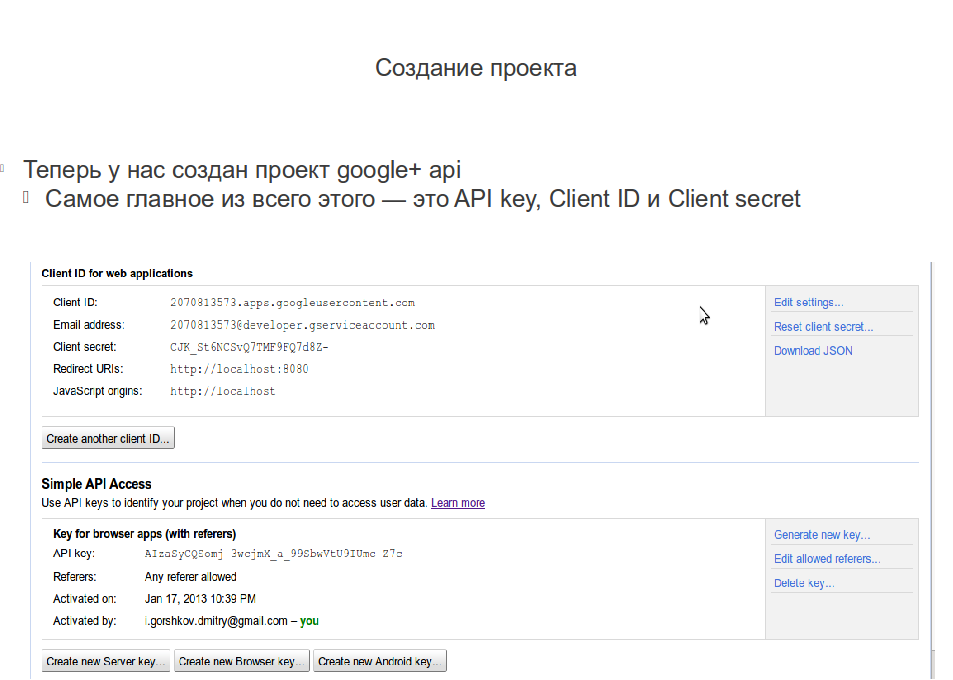 Создание проекта
Теперь у нас создан проект google+ api
Самое главное из всего этого — это API key, Client ID и Client secret
Client ID for web applications
Client ID: 2070813573.apps.googleusercontent.com
Edit settings...
Email address: 2070813573@developer.gserviceaccount.com
Reset client secret...
Client secret:
Download JSON
Redirect URIs: http://localhost:8080
JavaScript origins: http://localhost
Create another client ID...
Simple API Access
Use API keys to identify your project when you do not need to access user data. Learn more
Key for browser apps (with referers)
Generate new key...
API key:
Edit allowed referers...
Referers: Any referer allowed
Delete key...
Activated on: Jan 17, 2013 10:39 PM
Activated by: i.gorshkov.dmitry@gmail.com – you
Create new Server key... Create new Browser key... Create new Android key...